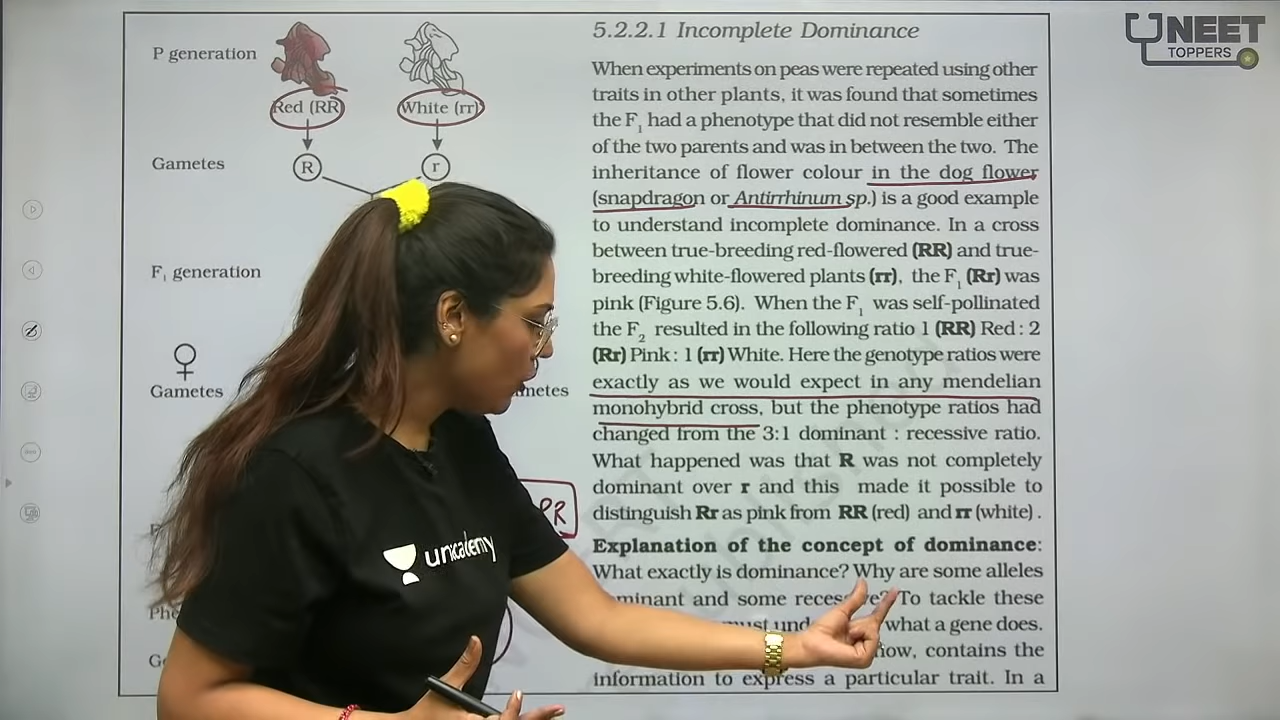 P generation
Red (RR)
White (rr)
Gametes
R
r
F1 generation
Gametes
PR
5.2.2.1 Incomplete Dominance
When experiments on peas were repeated using other
traits in other plants, it was found that sometimes
the F1 had a phenotype that did not resemble either
of the two parents and was in between the two. The
inheritance of flower colour in the dog flower
(snapdragon or Antirrhinum sp.) is a good example
to understand incomplete dominance. In a cross
between true-breeding red-flowered (RR) and true-
breeding white-flowered plants (rr), the F1 (Rr) was
pink (Figure 5.6). When the F1 was self-pollinated
the F2 resulted in the following ratio 1 (RR) Red : 2
(Rr) Pink : 1 (rr) White. Here the genotype ratios were
exactly as we would expect in any mendelian
monohybrid cross, but the phenotype ratios had
changed from the 3:1 dominant : recessive ratio.
What happened was that R was not completely
dominant over r and this made it possible to
distinguish Rr as pink from RR (red) and rr (white) .
Explanation of the concept of dominance:
What exactly is dominance? Why are some alleles
and some To tackle these
what a gene does.
contains the
information to express a particular trait. In a
NEET
TOPPERS
unacademy